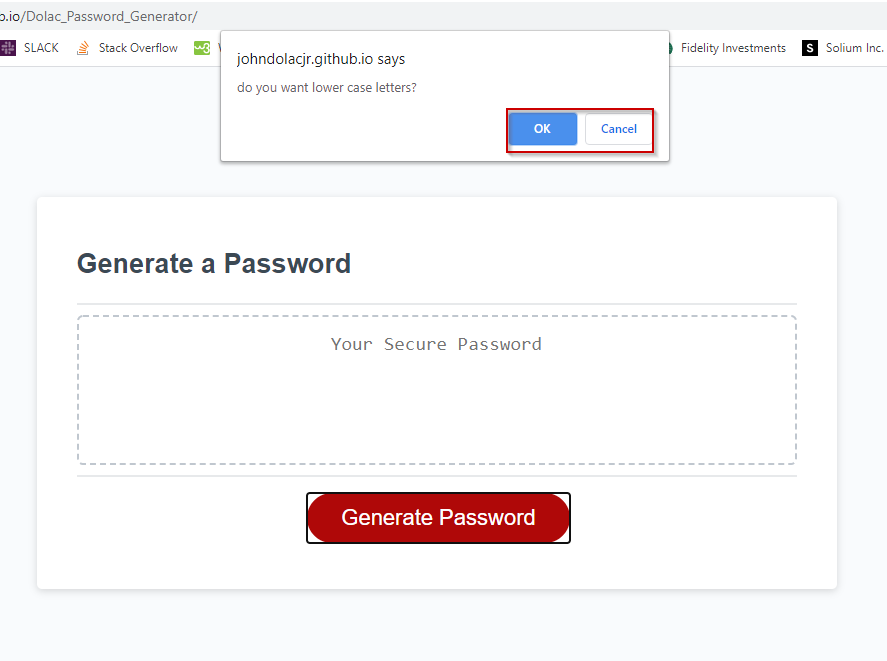 o.io/Dolac_Password_Generator/
SLACK Stack Overflow w3 Fidelity Investments S Solium Inc.
johndolacjr.github.io says
do you want lower case letters?
OK Cancel
Generate a Password
Your Secure Password
Generate Password